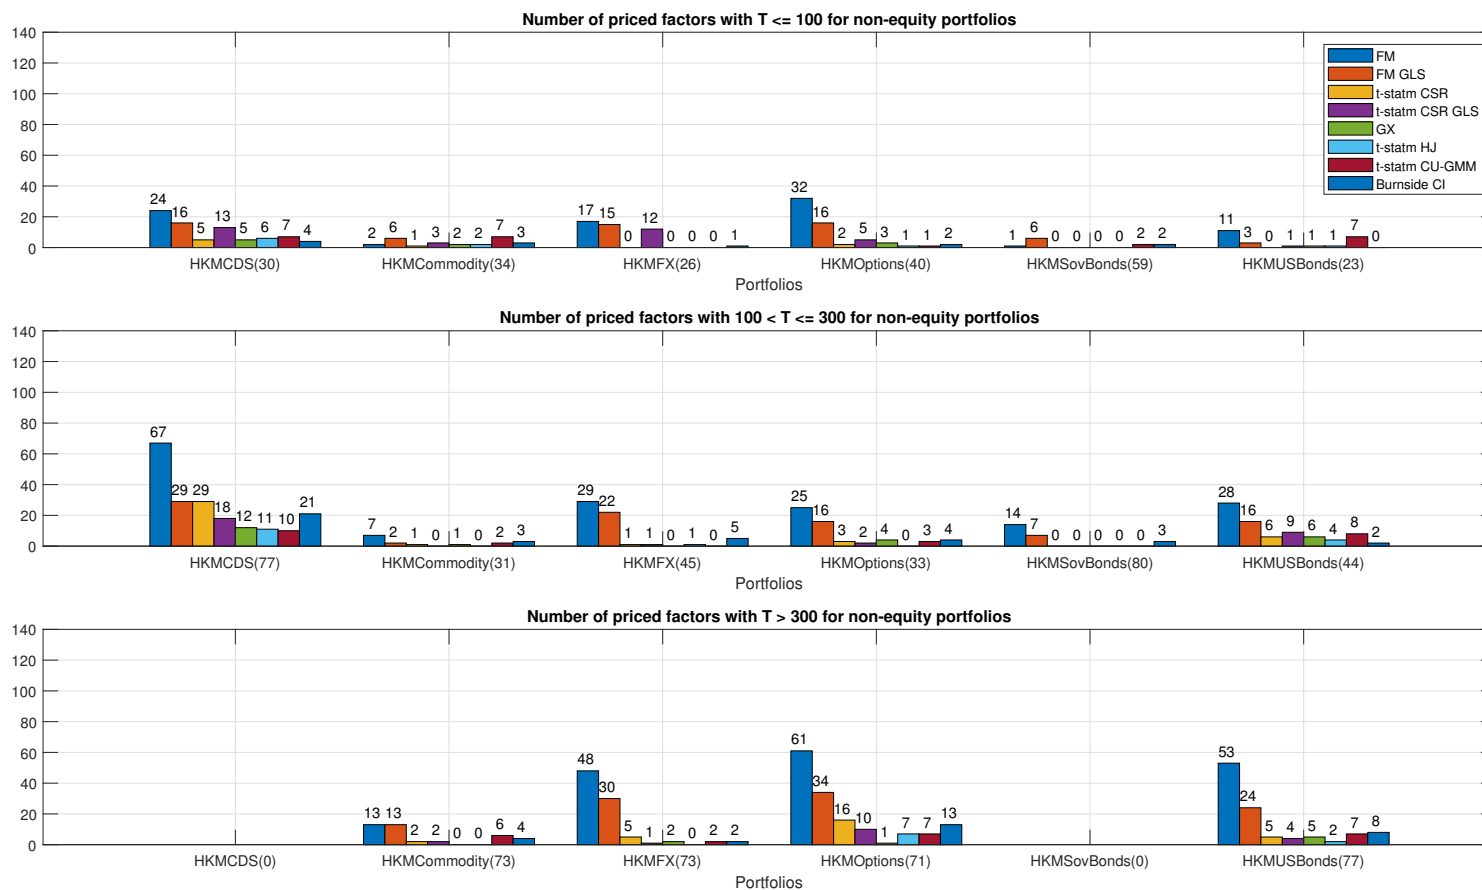 Number of priced factors with T <= 100 for non-equity portfolios
140
120
100
80
60
40
20
0
24 16 5 13 5 6 7 4
2 6 1 3 2 2 7 3
17 15 0 12 0 0 0 1
32 16 2 5 3 1 1 2
1 6 0 0 0 0 2 2
11 3 0 1 1 1 7 0
FM
FM GLS
t-statm CSR
t-statm CSR GLS
GX
t-statm HJ
t-statm CU-GMM
Burnside CI
HKMCDS(30) HKMCommodity(34) HKMFX(26) HKMOptions(40) HKMSovBonds(59) HKMUSBonds(23)
Portfolios
Number of priced factors with 100 < T <= 300 for non-equity portfolios
140
120
100
80
60
40
20
0
67 29 29 18 12 11 10 21
7 2 1 0 1 0 2 3
29 22 1 1 0 1 0 5
25 16 3 2 4 0 3 4
14 7 0 0 0 0 0 3
28 16 6 9 6 4 8 2
HKMCDS(77) HKMCommodity(31) HKMFX(45) HKMOptions(33) HKMSovBonds(80) HKMUSBonds(44)
Portfolios
Number of priced factors with T > 300 for non-equity portfolios
140
120
100
80
60
40
20
0
13 13 2 2 0 0 6 4
48 30 5 1 2 0 2 2
61 34 16 10 1 7 7 13
53 24 5 4 5 2 7 8
HKMCDS(0) HKMCommodity(73) HKMFX(73) HKMOptions(71) HKMSovBonds(0) HKMUSBonds(77)
Portfolios